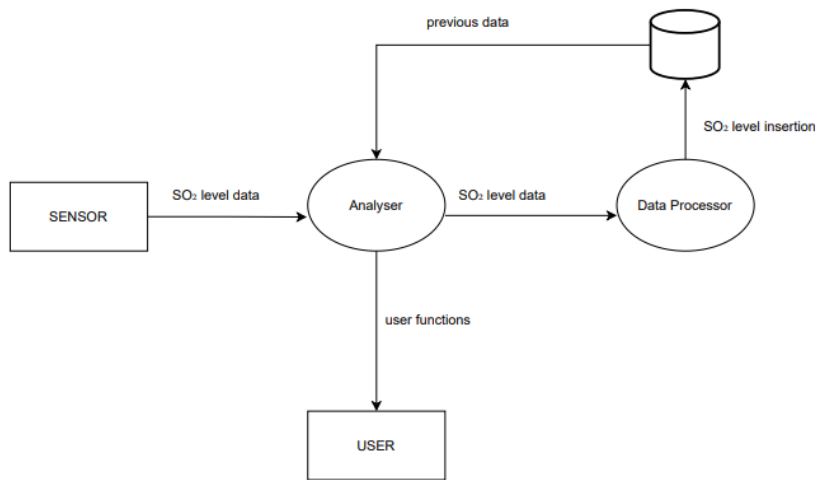 previous data
SO₂ level insertion
SO₂ level data
SENSOR
Analyser
SO₂ level data
Data Processor
user functions
USER